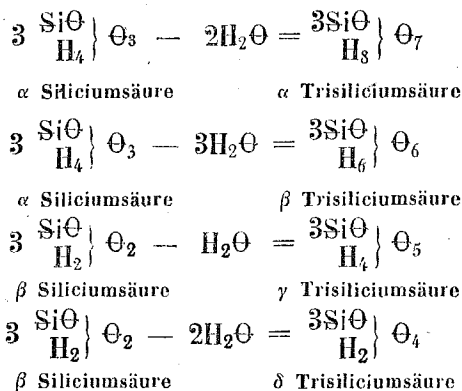 3 SiΘ H₄} Θ₃ — 2H₂Θ = 3SiΘ H₈} Θ₇
α Siliciumsäure α Trisiliciumsäure
3 SiΘ H₄} Θ₃ — 3H₂Θ = 3SiΘ H₆} Θ₆
α Siliciumsäure β Trisiliciumsäure
3 SiΘ H₂} Θ₂ — H₂Θ = 3SiΘ H₄} Θ₅
β Siliciumsäure γ Trisiliciumsäure
3 SiΘ H₂} Θ₂ — 2H₂Θ = 3SiΘ H₂} Θ₄
β Siliciumsäure δ Trisiliciumsäure